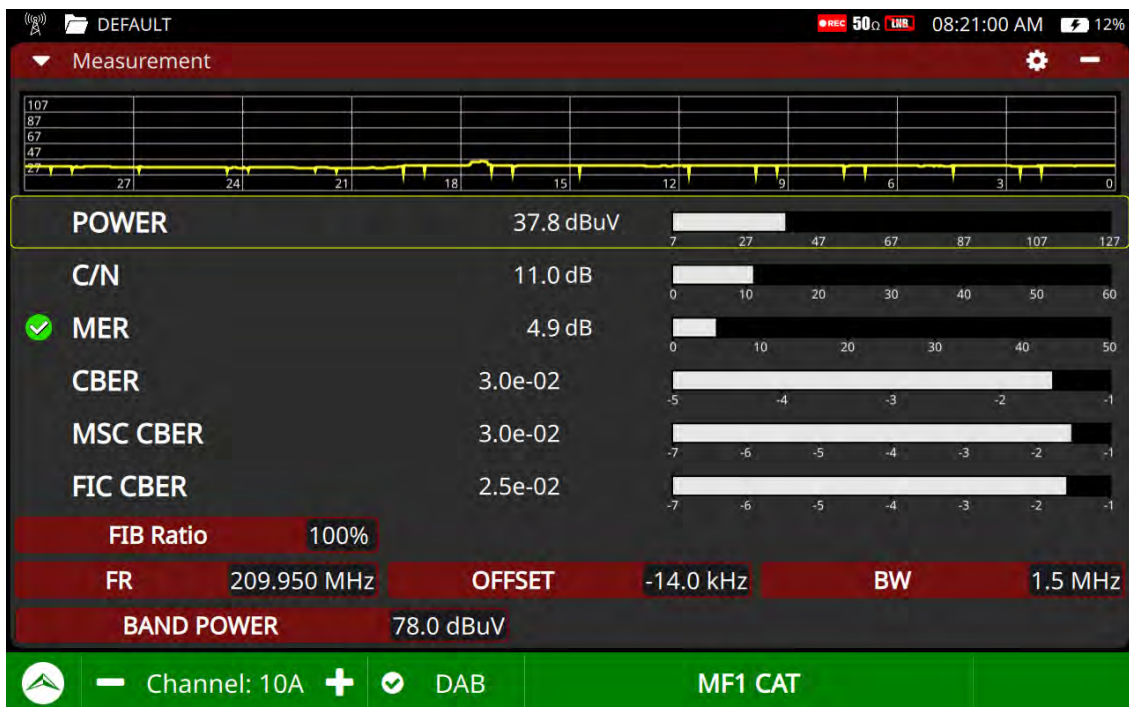 DEFAULT REC 50Ω LNB 08:21:00 AM 12%
Measurement
107
87
67
47
27
27 24 21 18 15 12 9 6 3 0
POWER 37.8 dBuV
7 27 47 67 87 107 127
C/N 11.0 dB
0 10 20 30 40 50 60
MER 4.9 dB
0 10 20 30 40 50
CBER 3.0e-02
-5 -4 -3 -2 -1
MSC CBER 3.0e-02
-7 -6 -5 -4 -3 -2 -1
FIC CBER 2.5e-02
-7 -6 -5 -4 -3 -2 -1
FIB Ratio 100%
FR 209.950 MHz OFFSET -14.0 kHz BW 1.5 MHz
BAND POWER 78.0 dBuV
Channel: 10A DAB MF1 CAT